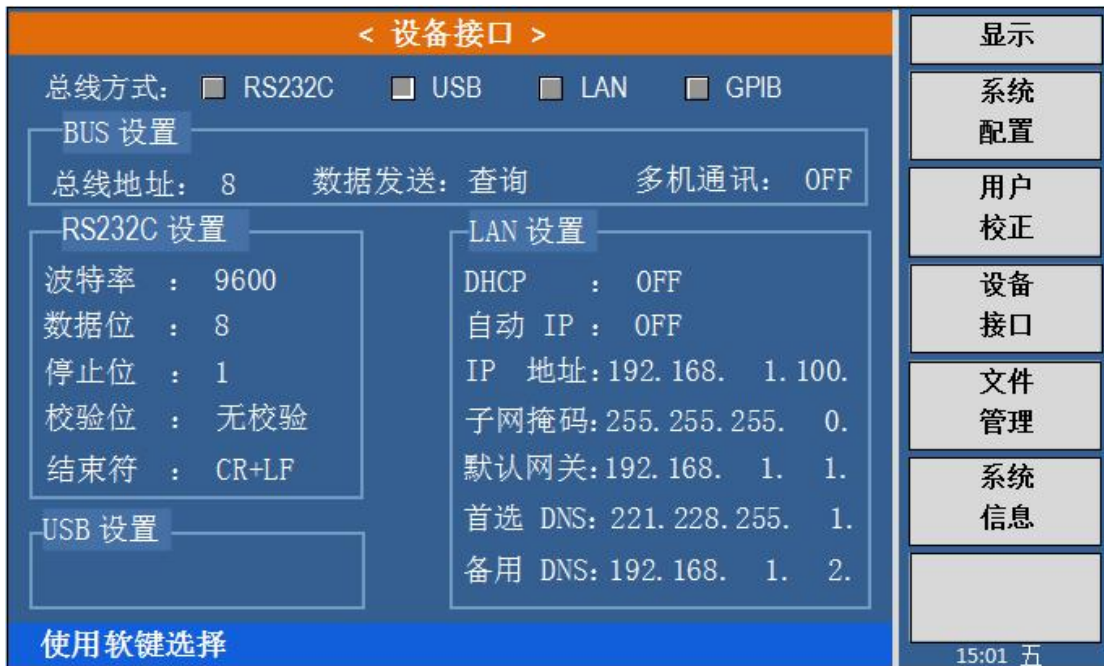 < 设备接口 >
总线方式： RS232C USB LAN GPIB
BUS 设置
总线地址： 8 数据发送：查询 多机通讯： OFF
RS232C 设置
波特率 ： 9600
数据位 ： 8
停止位 ： 1
校验位 ： 无校验
结束符 ： CR+LF
USB 设置
LAN 设置
DHCP ： OFF
自动 IP ： OFF
IP 地址：192.168. 1.100.
子网掩码：255.255.255. 0.
默认网关：192.168. 1. 1.
首选 DNS：221.228.255. 1.
备用 DNS：192.168. 1. 2.
使用软键选择
显示
系统
配置
用户
校正
设备
接口
文件
管理
系统
信息
15:01 五